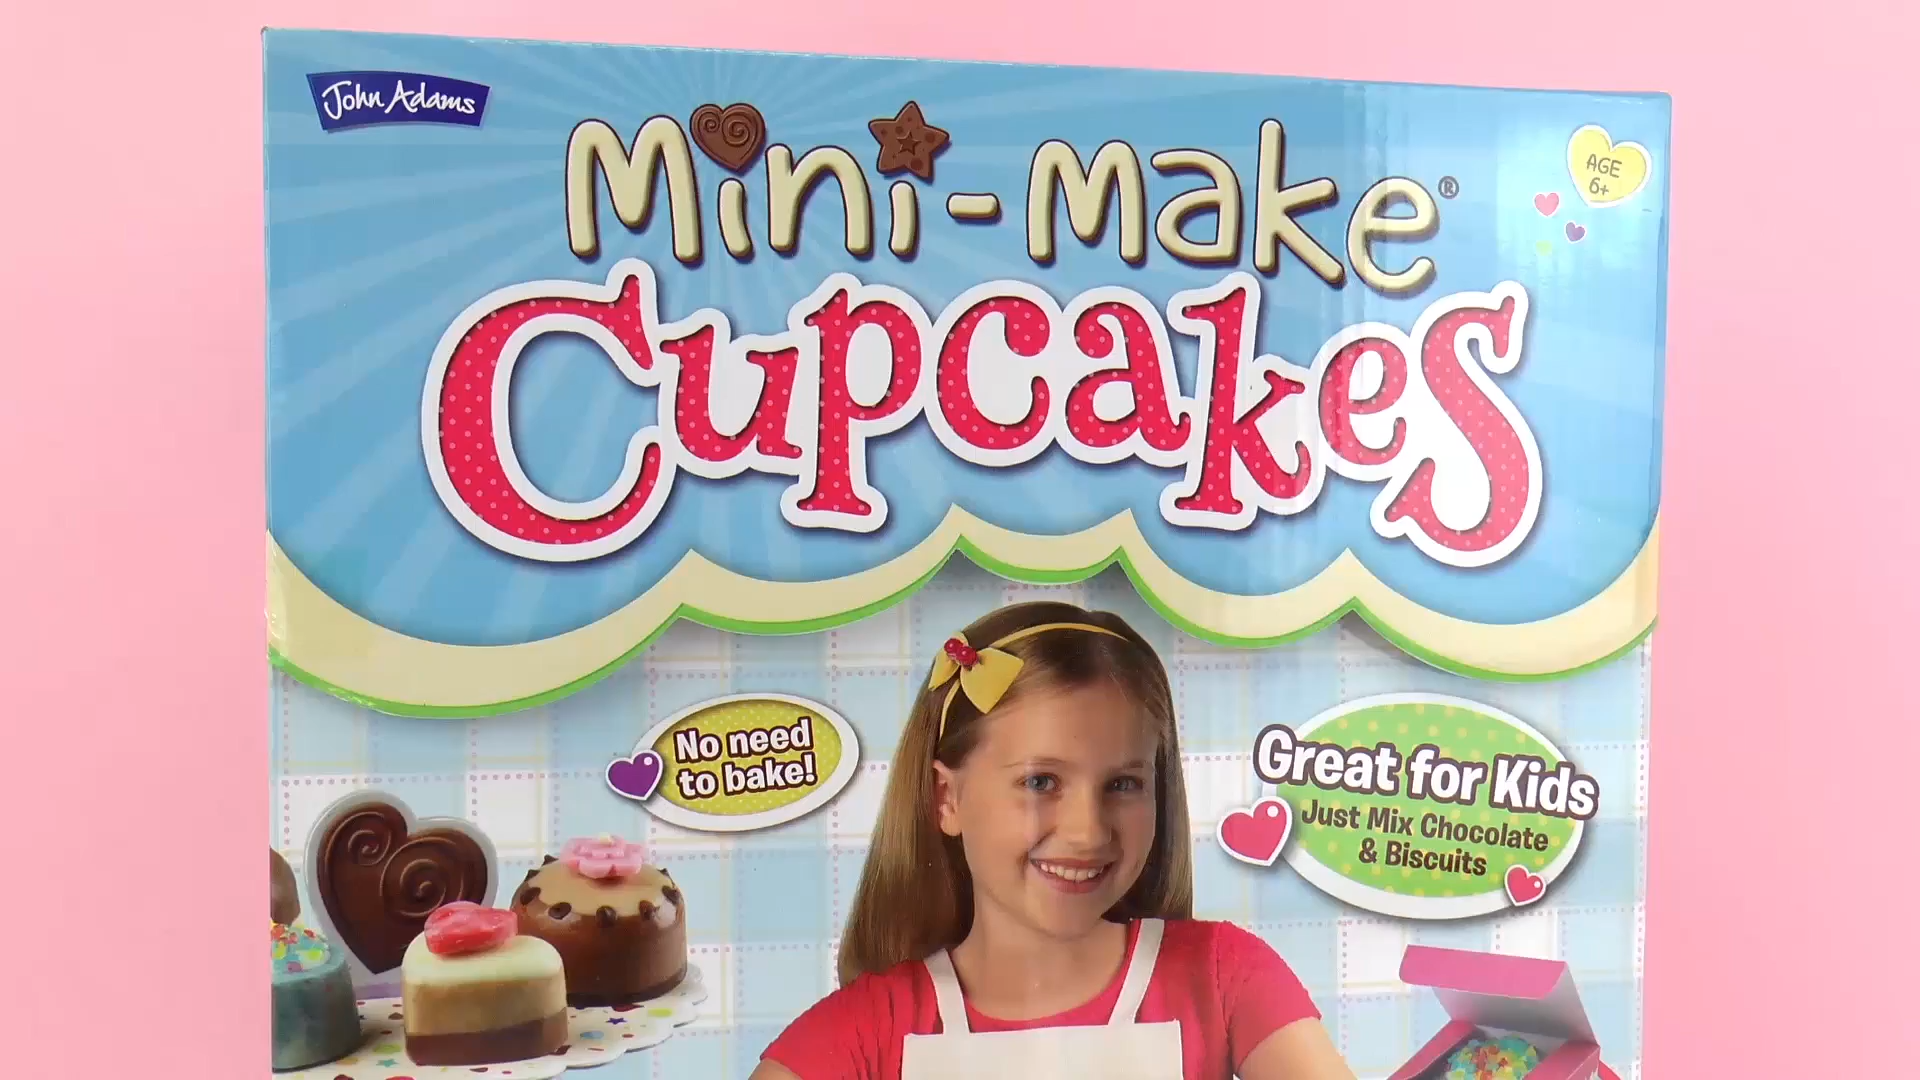 John Adams
Mini-Make®
Cupcakes
AGE
6+
No need
to bake!
Great for Kids
Just Mix Chocolate
& Biscuits